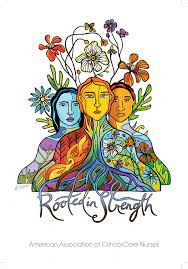 Rooted in Strength
American Association of Critical-Care Nurses